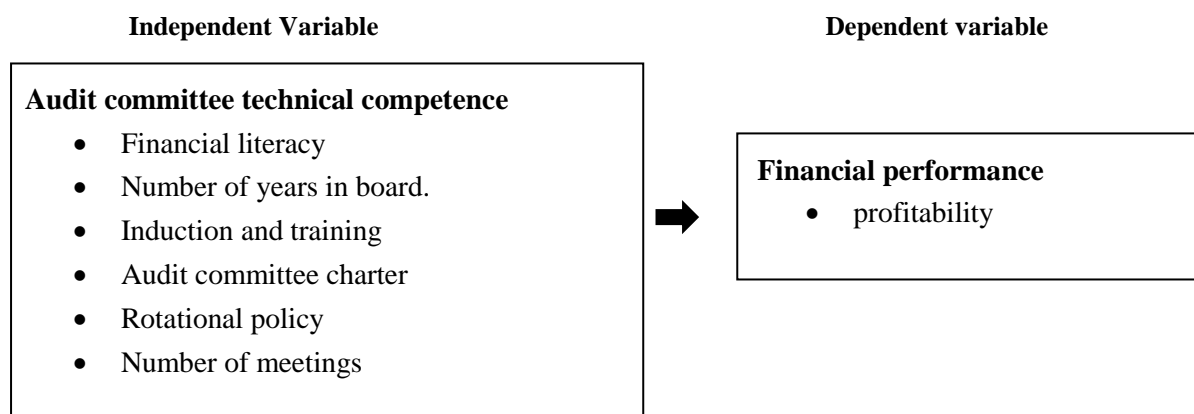 Independent Variable
Dependent variable
Audit committee technical competence
• Financial literacy
• Number of years in board.
• Induction and training
• Audit committee charter
• Rotational policy
• Number of meetings
Financial performance
• profitability